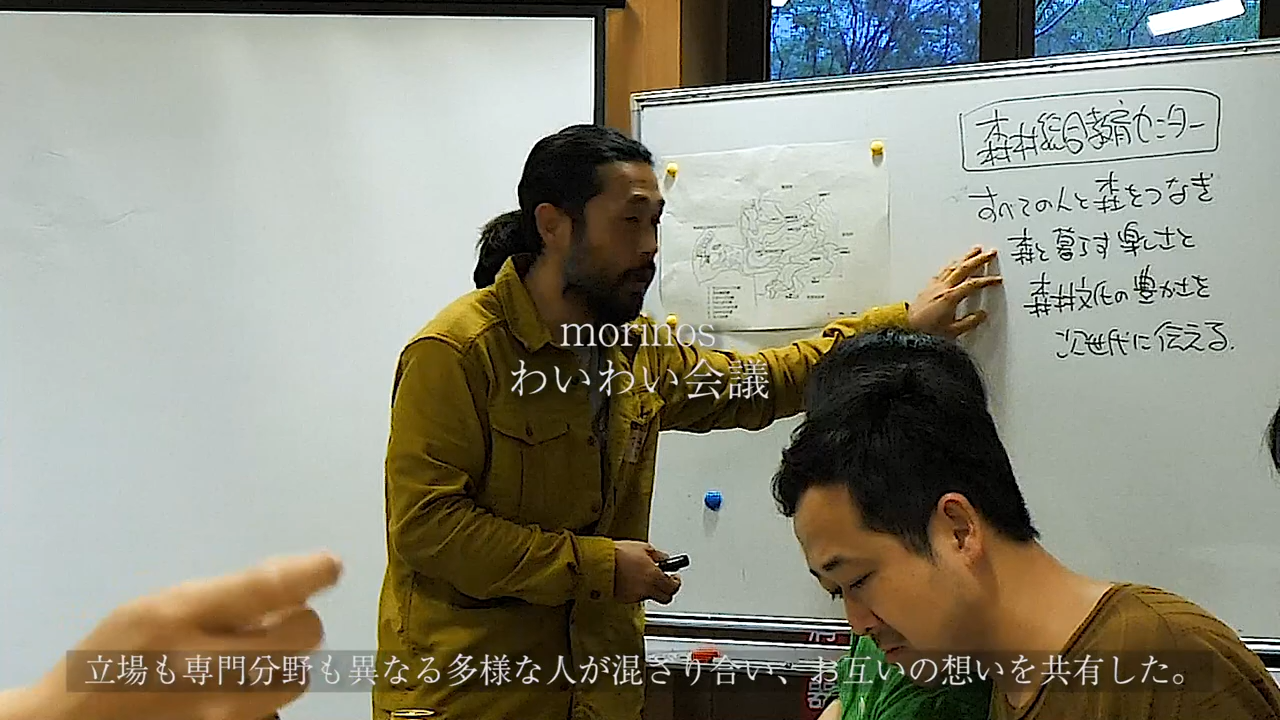 森林総合教育センター
すべての人と森をつなぎ
森と暮らす楽しさと
森林文化の豊かさを
次世代に伝える.
morinos
わいわい会議
立場も専門分野も異なる多様な人が混ざり合い、お互いの想いを共有した。